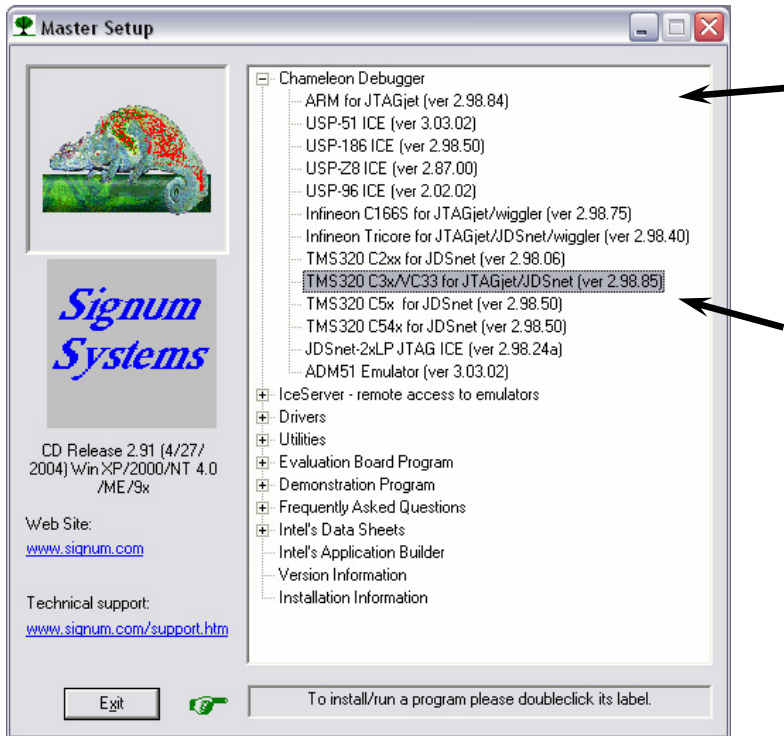 Master Setup
Signum
Systems
CD Release 2.91 (4/27/
2004) Win XP/2000/NT 4.0
/ME/9x
Web Site:
www.signum.com
Technical support:
www.signum.com/support.htm
Exit
Chameleon Debugger
ARM for JTAGjet (ver 2.98.84)
USP-51 ICE (ver 3.03.02)
USP-186 ICE (ver 2.98.50)
USP-Z8 ICE (ver 2.87.00)
USP-96 ICE (ver 2.02.02)
Infineon C166S for JTAGjet/wiggler (ver 2.98.75)
Infineon Tricore for JTAGjet/JDSnet/wiggler (ver 2.98.40)
TMS320 C2xx for JDSnet (ver 2.98.06)
TMS320 C3x/VC33 for JTAGjet/JDSnet (ver 2.98.85)
TMS320 C5x for JDSnet (ver 2.98.50)
TMS320 C54x for JDSnet (ver 2.98.50)
JDSnet-2xLP JTAG ICE (ver 2.98.24a)
ADM51 Emulator (ver 3.03.02)
IceServer - remote access to emulators
Drivers
Utilities
Evaluation Board Program
Demonstration Program
Frequently Asked Questions
Intel's Data Sheets
Intel's Application Builder
Version Information
Installation Information
To install/run a program please doubleclick its label.